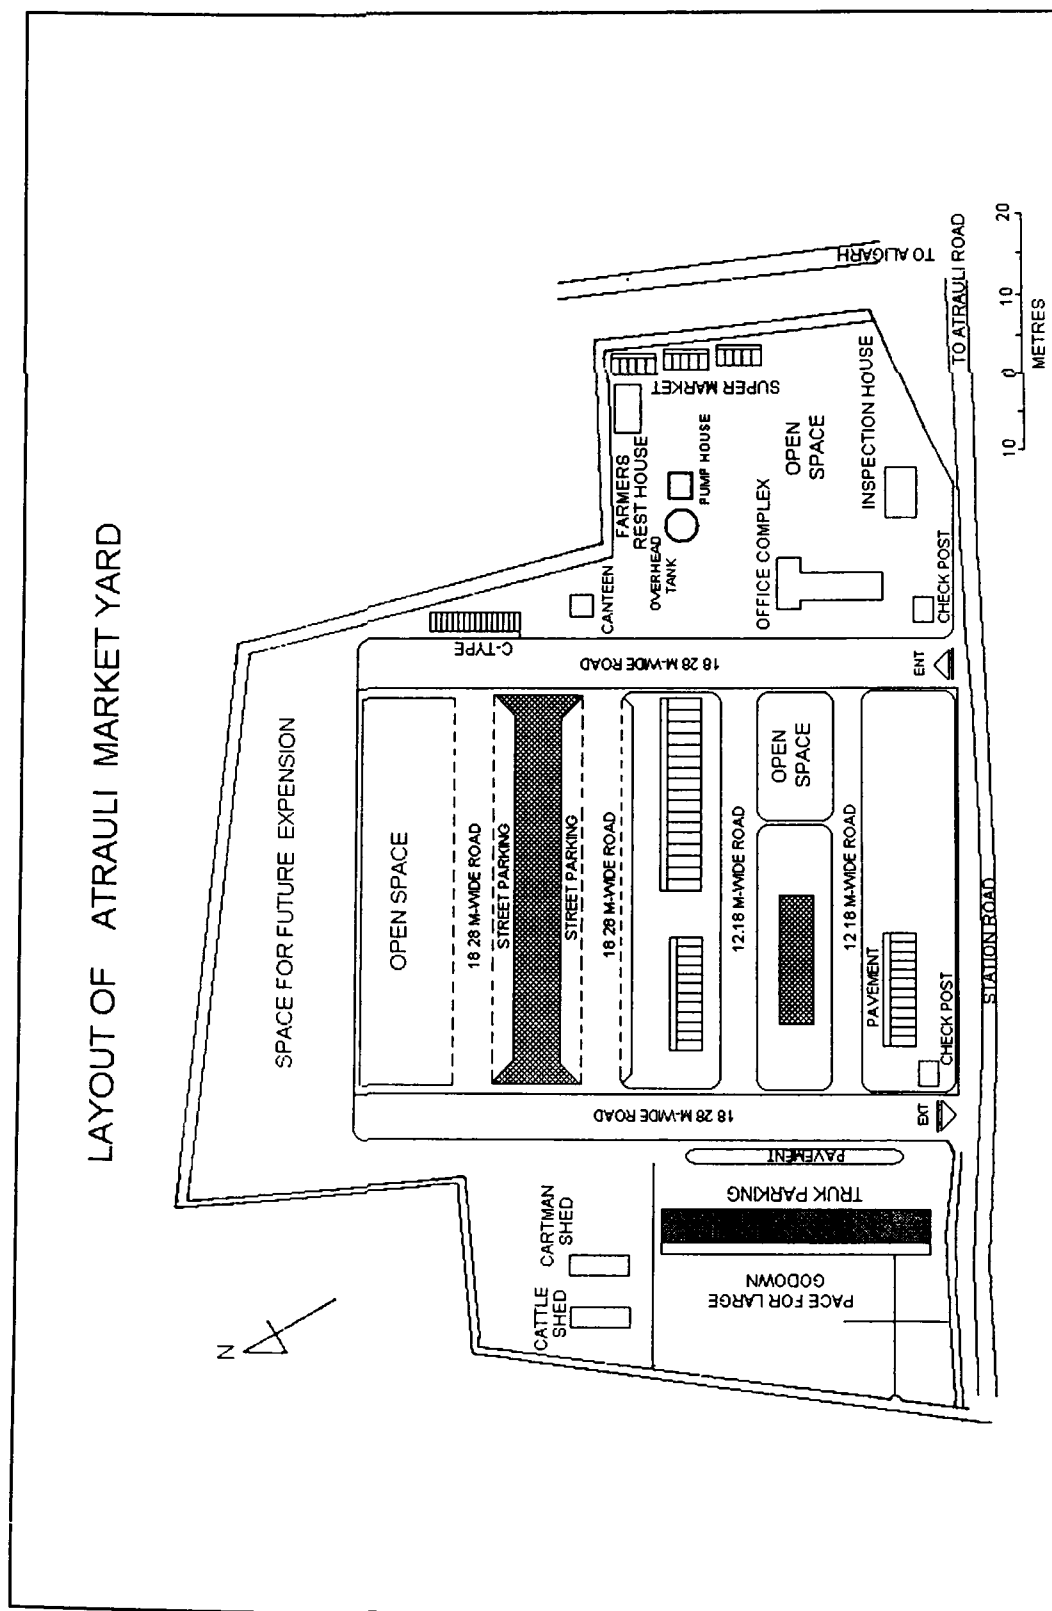 LAYOUT OF ATRAULI MARKET YARD
N
SPACE FOR FUTURE EXPENSION
OPEN SPACE
18 28 M-WIDE ROAD
STREET PARKING
STREET PARKING
18 28 M-WIDE ROAD
12.18 M-WIDE ROAD
OPEN
SPACE
12 18 M-WIDE ROAD
PAVEMENT
CHECK POST
EXT
18 28 M-WIDE ROAD
PAVEMENT
TRUK PARKING
PACE FOR LARGE
GODOWN
CARTMAN
SHED
CATTLE
SHED
C-TYPE
18 28 M-WIDE ROAD
ENT
CANTEEN
FARMERS
REST HOUSE
OVERHEAD
TANK
PUMP HOUSE
SUPER MARKET
OFFICE COMPLEX
OPEN
SPACE
INSPECTION HOUSE
CHECK POST
STATION ROAD
TO ALIGARH
TO ATRAULI ROAD
10 0 10 20
METRES